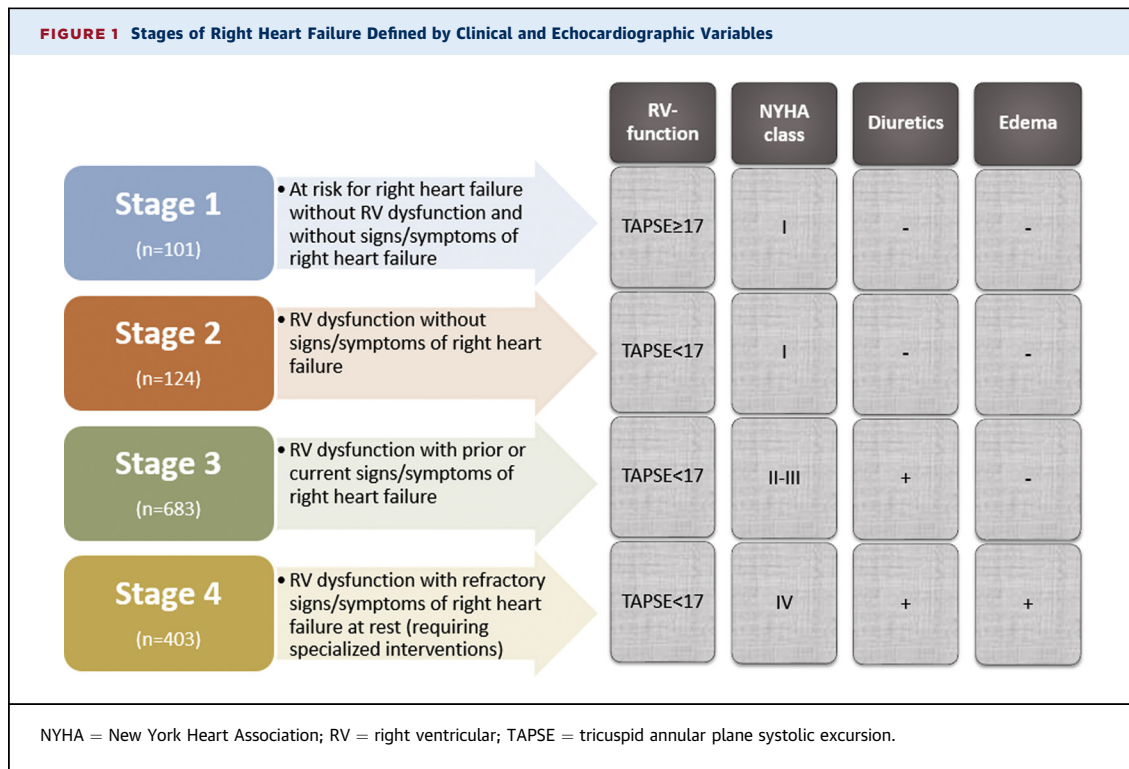 FIGURE 1 Stages of Right Heart Failure Defined by Clinical and Echocardiographic Variables
RV-
function
NYHA
class
Diuretics
Edema
Stage 1
(n=101)
• At risk for right heart failure
without RV dysfunction and
without signs/symptoms of
right heart failure
TAPSE≥17
I
-
-
Stage 2
(n=124)
• RV dysfunction without
signs/symptoms of right heart
failure
TAPSE<17
I
-
-
Stage 3
(n=683)
• RV dysfunction with prior or
current signs/symptoms of
right heart failure
TAPSE<17
II-III
+
-
Stage 4
(n=403)
• RV dysfunction with refractory
signs/symptoms of right heart
failure at rest (requiring
specialized interventions)
TAPSE<17
IV
+
+
NYHA = New York Heart Association; RV = right ventricular; TAPSE = tricuspid annular plane systolic excursion.